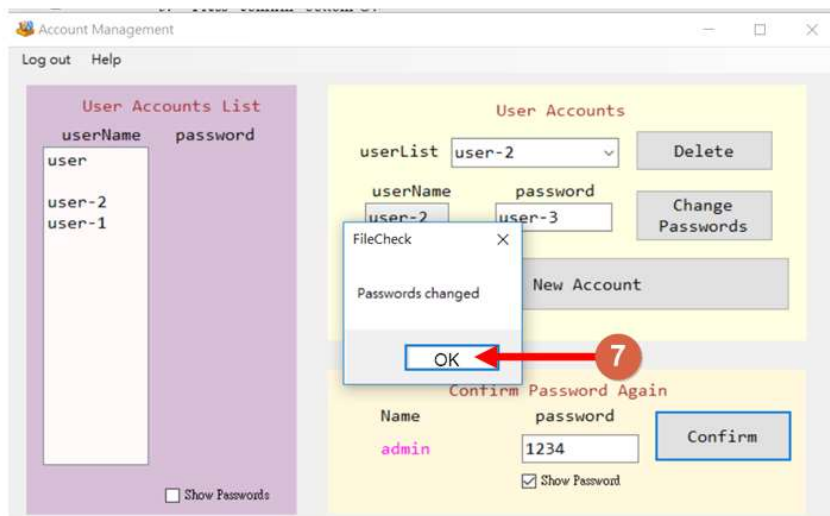 Account Management
Log out Help
User Accounts List
userName password
user
user-2
user-1
Show Passwords
User Accounts
userList user-2 Delete
userName password
user-2 user-3 Change Passwords
New Account
FileCheck
Passwords changed
OK
7
Confirm Password Again
Name password
admin 1234 Confirm
Show Password